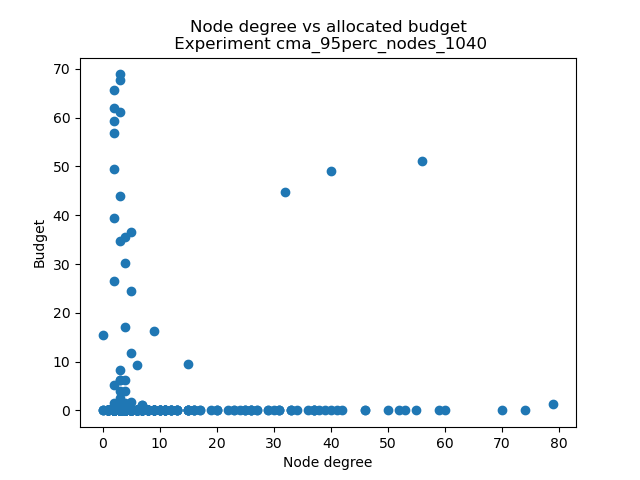 Node degree vs allocated budget
Experiment cma_95perc_nodes_1040
70
60
50
40
30
20
10
0
Budget
0 10 20 30 40 50 60 70 80
Node degree